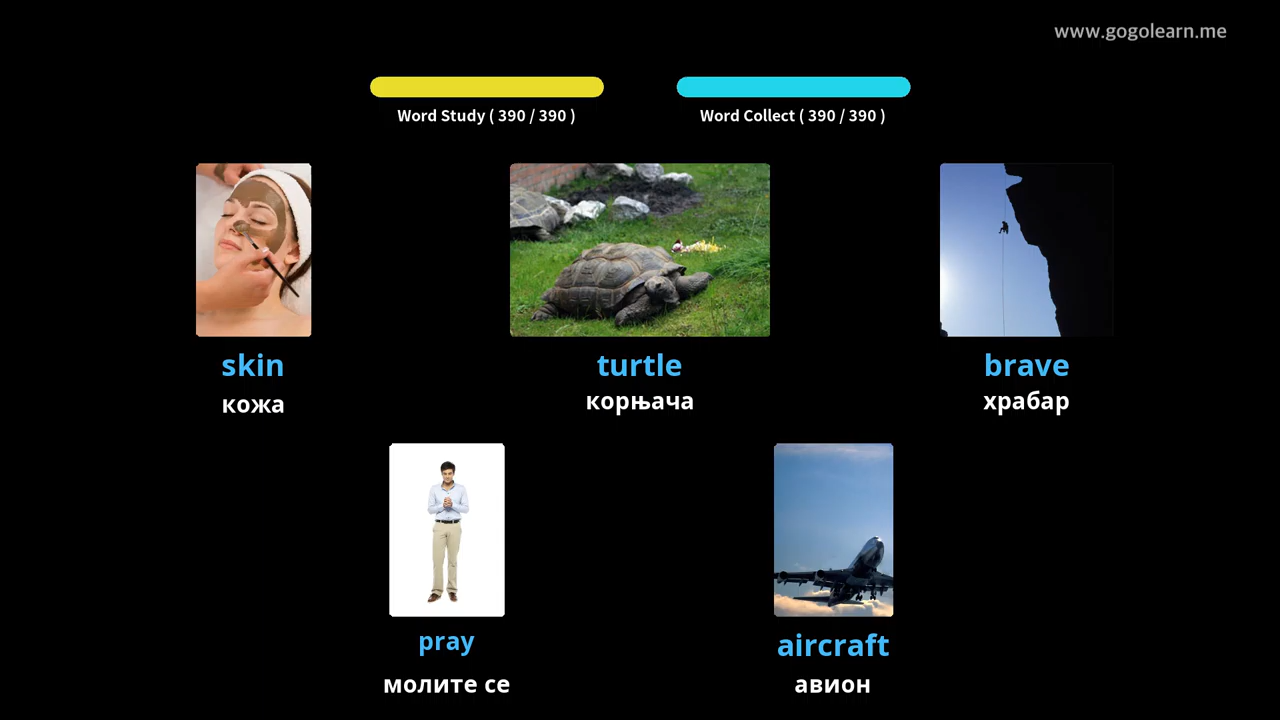 www.gogolearn.me
Word Study ( 390 / 390 )
Word Collect ( 390 / 390 )
skin
turtle
brave
кожа
корњача
храбар
pray
aircraft
молите се
авион